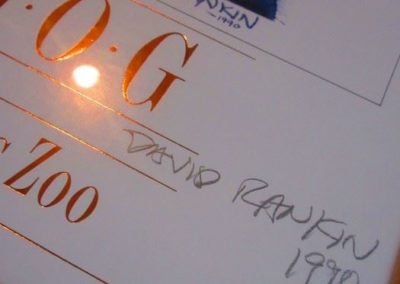 RANKIN
-1990
·O·G
s Zoo
DAVID RANKIN
1990